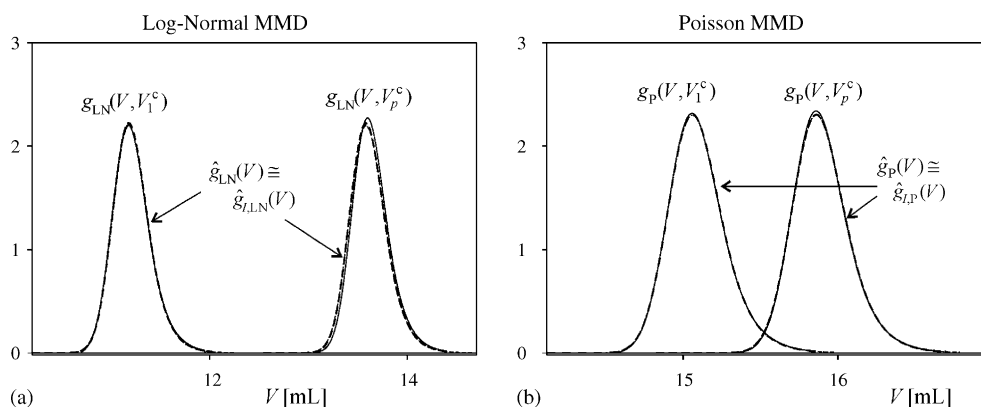 Log-Normal MMD
3
2
1
0
g_LN(V,V_1^c)
g_LN(V,V_p^c)
ĝ_LN(V) ≅
ĝ_I,LN(V)
12
14
(a)
V [mL]
Poisson MMD
3
2
1
0
g_P(V,V_1^c)
g_P(V,V_p^c)
ĝ_P(V) ≅
ĝ_I,P(V)
15
16
(b)
V [mL]